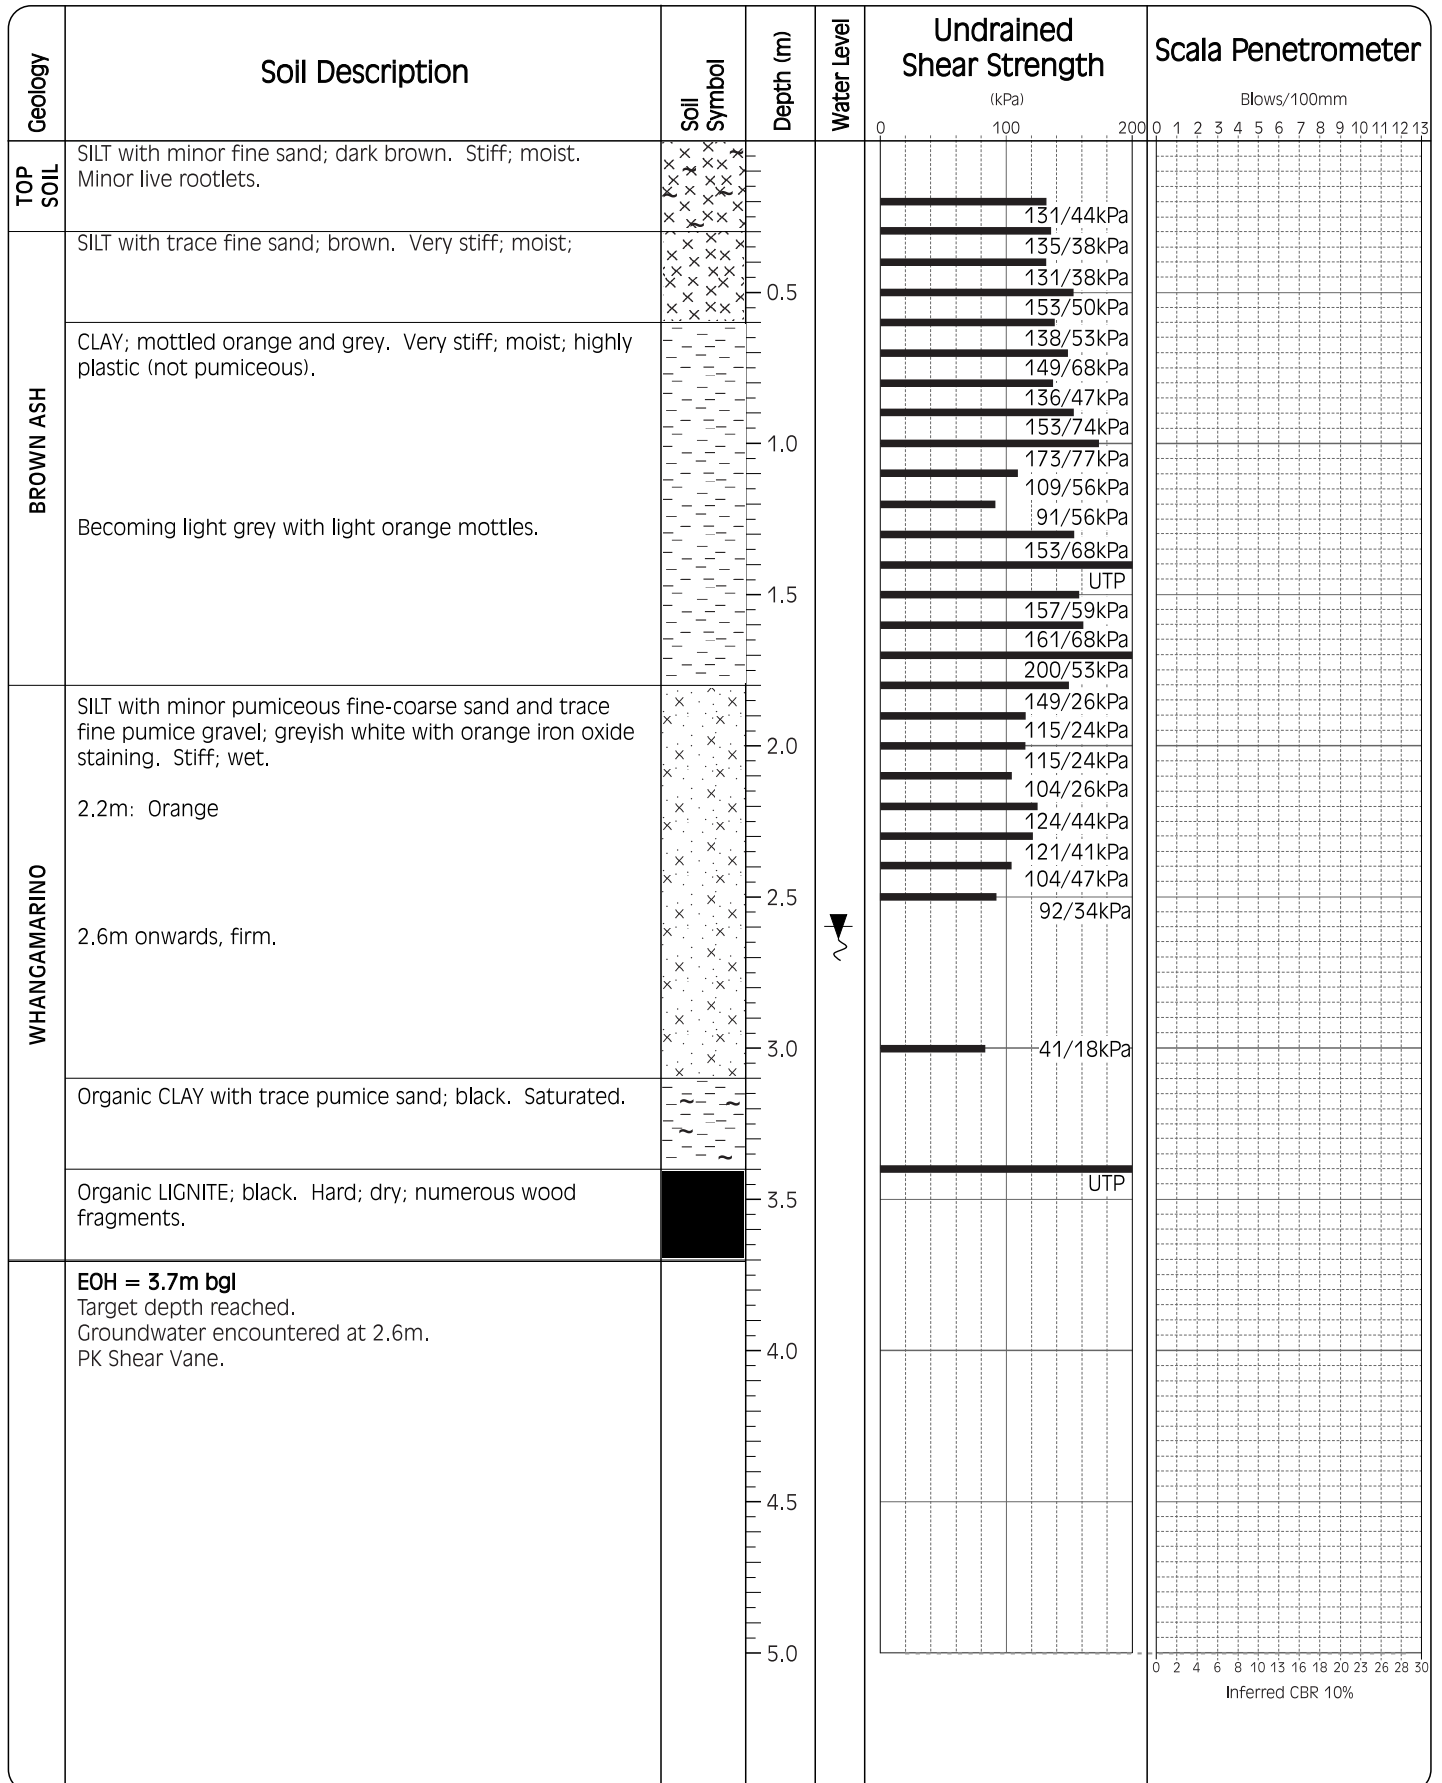 Geology
Soil Description
Soil
Symbol
Depth (m)
Water Level
Undrained
Shear Strength
(kPa)
0 100 200
Scala Penetrometer
Blows/100mm
0 1 2 3 4 5 6 7 8 9 10 11 12 13
TOP
SOIL
SILT with minor fine sand; dark brown. Stiff; moist.
Minor live rootlets.
SILT with trace fine sand; brown. Very stiff; moist;
BROWN ASH
CLAY; mottled orange and grey. Very stiff; moist; highly
plastic (not pumiceous).
Becoming light grey with light orange mottles.
WHANGAMARINO
SILT with minor pumiceous fine-coarse sand and trace
fine pumice gravel; greyish white with orange iron oxide
staining. Stiff; wet.
2.2m: Orange
2.6m onwards, firm.
Organic CLAY with trace pumice sand; black. Saturated.
Organic LIGNITE; black. Hard; dry; numerous wood
fragments.
EOH = 3.7m bgl
Target depth reached.
Groundwater encountered at 2.6m.
PK Shear Vane.
0.5
1.0
1.5
2.0
2.5
3.0
3.5
4.0
4.5
5.0
131/44kPa
135/38kPa
131/38kPa
153/50kPa
138/53kPa
149/68kPa
136/47kPa
153/74kPa
173/77kPa
109/56kPa
91/56kPa
153/68kPa
UTP
157/59kPa
161/68kPa
200/53kPa
149/26kPa
115/24kPa
115/24kPa
104/26kPa
124/44kPa
121/41kPa
104/47kPa
92/34kPa
41/18kPa
UTP
0 2 4 6 8 10 13 16 18 20 23 26 28 30
Inferred CBR 10%